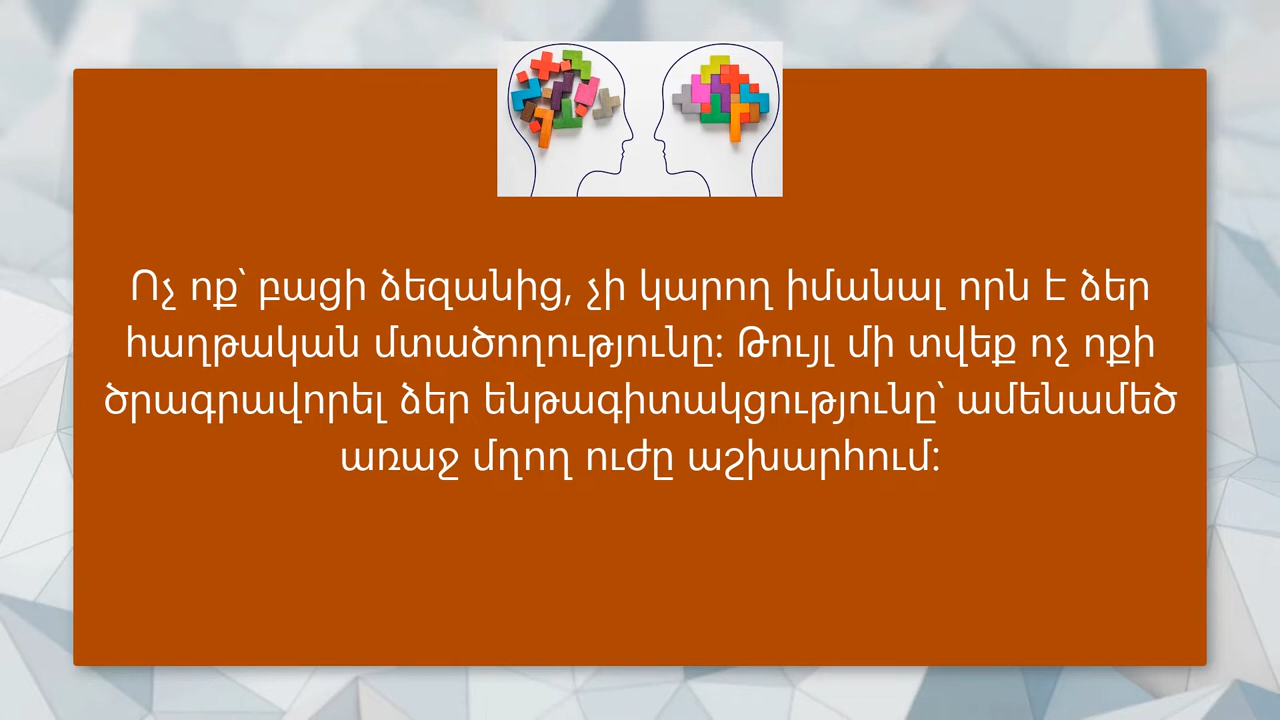 Ոչ ոք՝ բացի ձեզանից, չի կարող իմանալ որն է ձեր
հաղթական մտածողությունը: Թույլ մի տվեք ոչ ոքի
ծրագրավորել ձեր ենթագիտակցությունը՝ ամենամեծ
առաջ մղող ուժը աշխարհում: